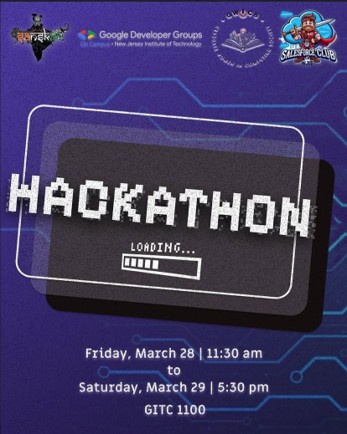 sanskar
Google Developer Groups
On Campus • New Jersey Institute of Technology
SALESFORCE CLUB
HACKATHON
LOADING...
Friday, March 28 | 11:30 am
to
Saturday, March 29 | 5:30 pm
GITC 1100